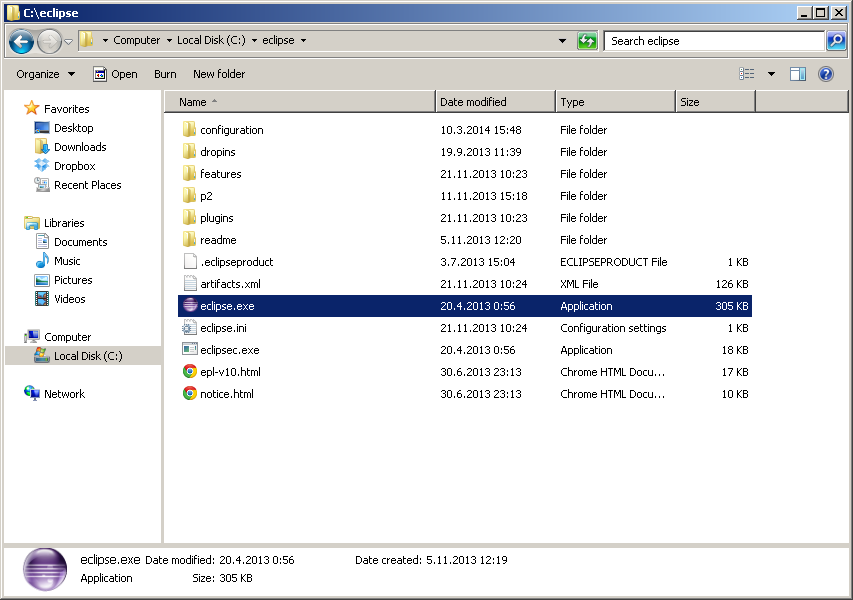 C:\eclipse
Computer Local Disk (C:) eclipse Search eclipse
Organize Open Burn New folder
Favorites
Desktop
Downloads
Dropbox
Recent Places
Libraries
Documents
Music
Pictures
Videos
Computer
Local Disk (C:)
Network
Name Date modified Type Size
configuration 10.3.2014 15:48 File folder
dropins 19.9.2013 11:39 File folder
features 21.11.2013 10:23 File folder
p2 11.11.2013 15:18 File folder
plugins 21.11.2013 10:23 File folder
readme 5.11.2013 12:20 File folder
.eclipseproduct 3.7.2013 15:04 ECLIPSEPRODUCT File 1 KB
artifacts.xml 21.11.2013 10:24 XML File 126 KB
eclipse.exe 20.4.2013 0:56 Application 305 KB
eclipse.ini 21.11.2013 10:24 Configuration settings 1 KB
eclipsec.exe 20.4.2013 0:56 Application 18 KB
epl-v10.html 30.6.2013 23:13 Chrome HTML Docu... 17 KB
notice.html 30.6.2013 23:13 Chrome HTML Docu... 10 KB
eclipse.exe Date modified: 20.4.2013 0:56 Date created: 5.11.2013 12:19
Application Size: 305 KB